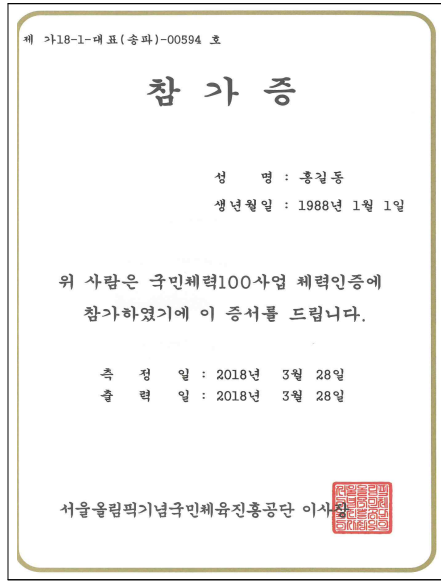 제 가18-1-대표(송파)-00594 호
참 가 증
성 명 : 홍길동
생년월일 : 1988년 1월 1일
위 사람은 국민체력100사업 체력인증에
참가하였기에 이 증서를 드립니다.
측 정 일 : 2018년 3월 28일
출 력 일 : 2018년 3월 28일
서울올림픽기념국민체육진흥공단 이사장